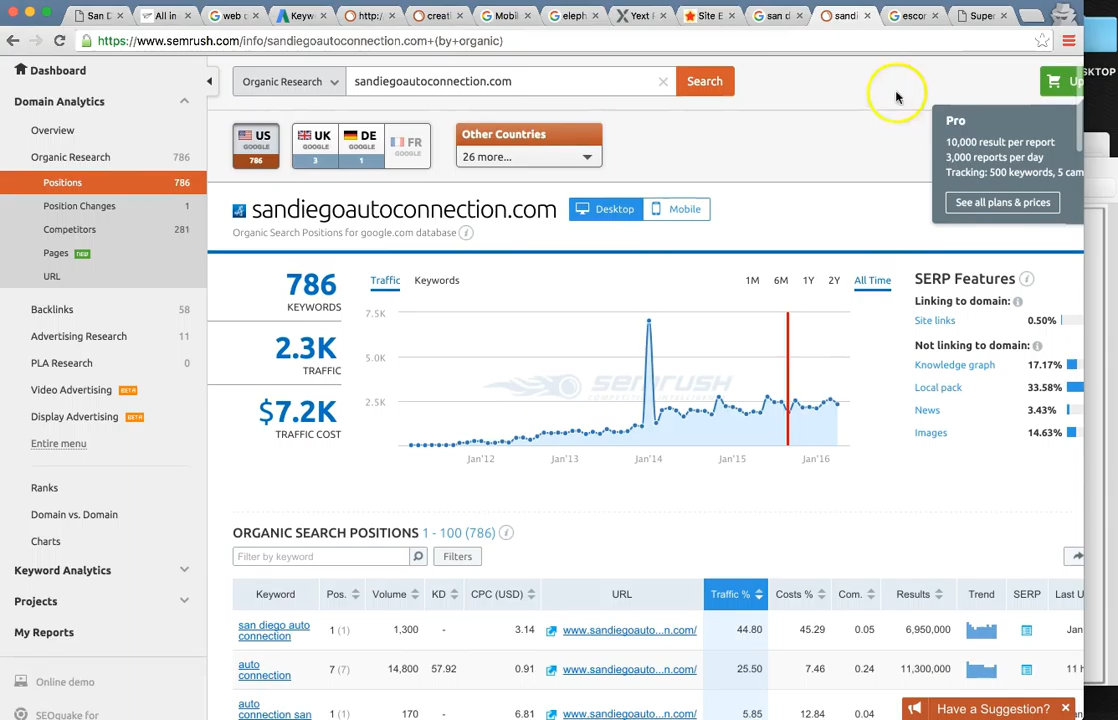 San D
All in
web c
Keyw
http:/
creati
Mobil
eleph
Yext F
Site E
san d
sandi
escor
Super
https://www.semrush.com/info/sandiegoautoconnection.com+(by+organic)
Dashboard
Domain Analytics
Overview
Organic Research 786
Positions 786
Position Changes 1
Competitors 281
Pages NEW
URL
Backlinks 58
Advertising Research 11
PLA Research 0
Video Advertising BETA
Display Advertising BETA
Entire menu
Ranks
Domain vs. Domain
Charts
Keyword Analytics
Projects
My Reports
Online demo
SEOquake for
Organic Research
sandiegoautoconnection.com
Search
Up
SKTOP
US
GOOGLE
786
UK
GOOGLE
3
DE
GOOGLE
1
FR
GOOGLE
Other Countries
26 more...
Pro
10,000 result per report
3,000 reports per day
Tracking: 500 keywords, 5 cam
See all plans & prices
sandiegoautoconnection.com
Desktop
Mobile
Organic Search Positions for google.com database
786
KEYWORDS
2.3K
TRAFFIC
$7.2K
TRAFFIC COST
Traffic Keywords
1M 6M 1Y 2Y All Time
7.5K
5.0K
2.5K
SEMRUSH
Jan'12 Jan'13 Jan'14 Jan'15 Jan'16
SERP Features
Linking to domain:
Site links 0.50%
Not linking to domain:
Knowledge graph 17.17%
Local pack 33.58%
News 3.43%
Images 14.63%
ORGANIC SEARCH POSITIONS 1 - 100 (786)
Filter by keyword
Filters
Keyword Pos. Volume KD CPC (USD) URL Traffic % Costs % Com. Results Trend SERP Last U
san diego auto connection 1 (1) 1,300 - 3.14 www.sandiegoauto...n.com/ 44.80 45.29 0.05 6,950,000 Jan
auto connection 7 (7) 14,800 57.92 0.91 www.sandiegoauto...n.com/ 25.50 7.46 0.24 11,300,000 11 h
auto connection san 1 (1) 170 - 6.81 www.sandiegoauto...n.com/ 5.85 12.84 0.04
Have a Suggestion?